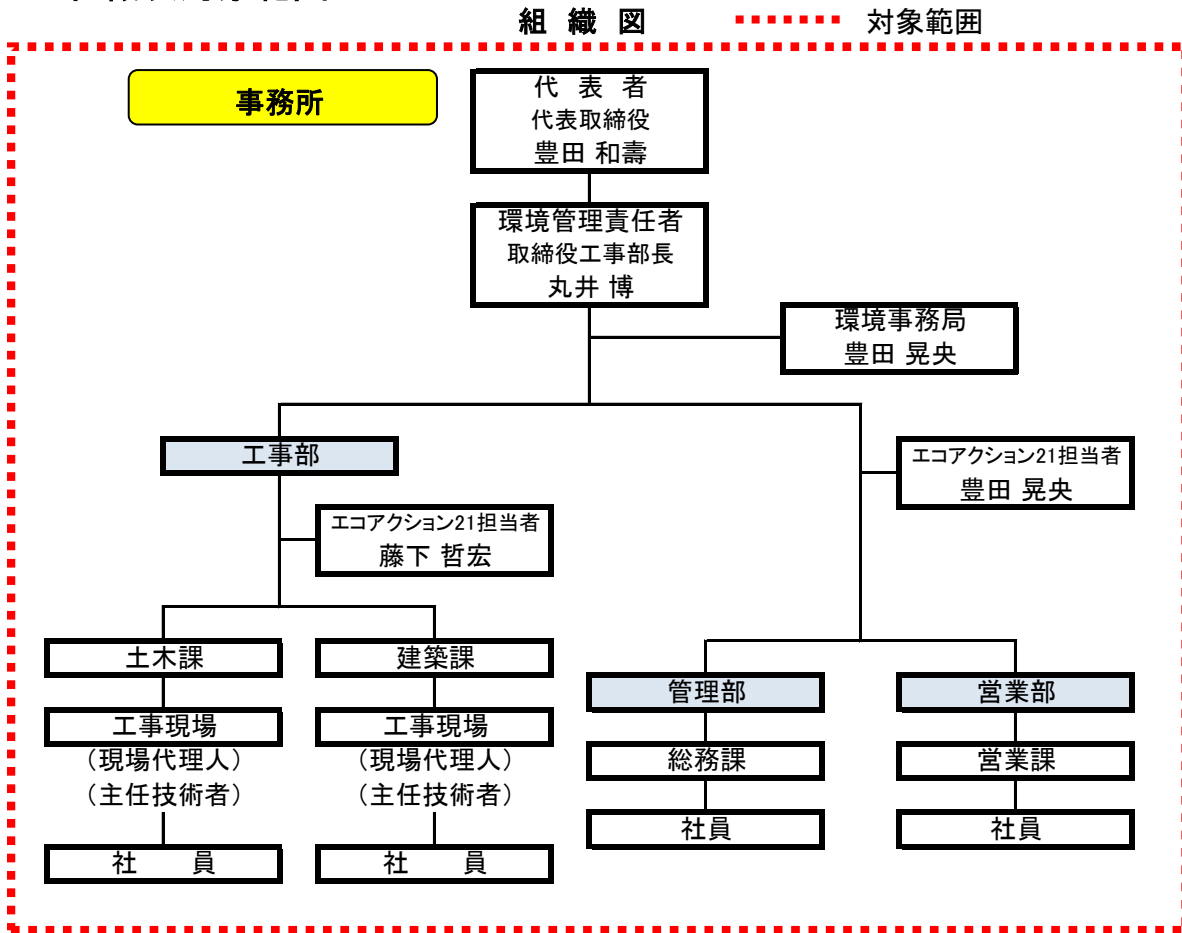 組 織 図
対象範囲
事務所
代 表 者
代表取締役
豊田 和壽
環境管理責任者
取締役工事部長
丸井 博
環境事務局
豊田 晃央
工事部
エコアクション21担当者
豊田 晃央
エコアクション21担当者
藤下 哲宏
土木課
建築課
工事現場
(現場代理人)
(主任技術者)
工事現場
(現場代理人)
(主任技術者)
社 員
社 員
管理部
営業部
総務課
営業課
社員
社員